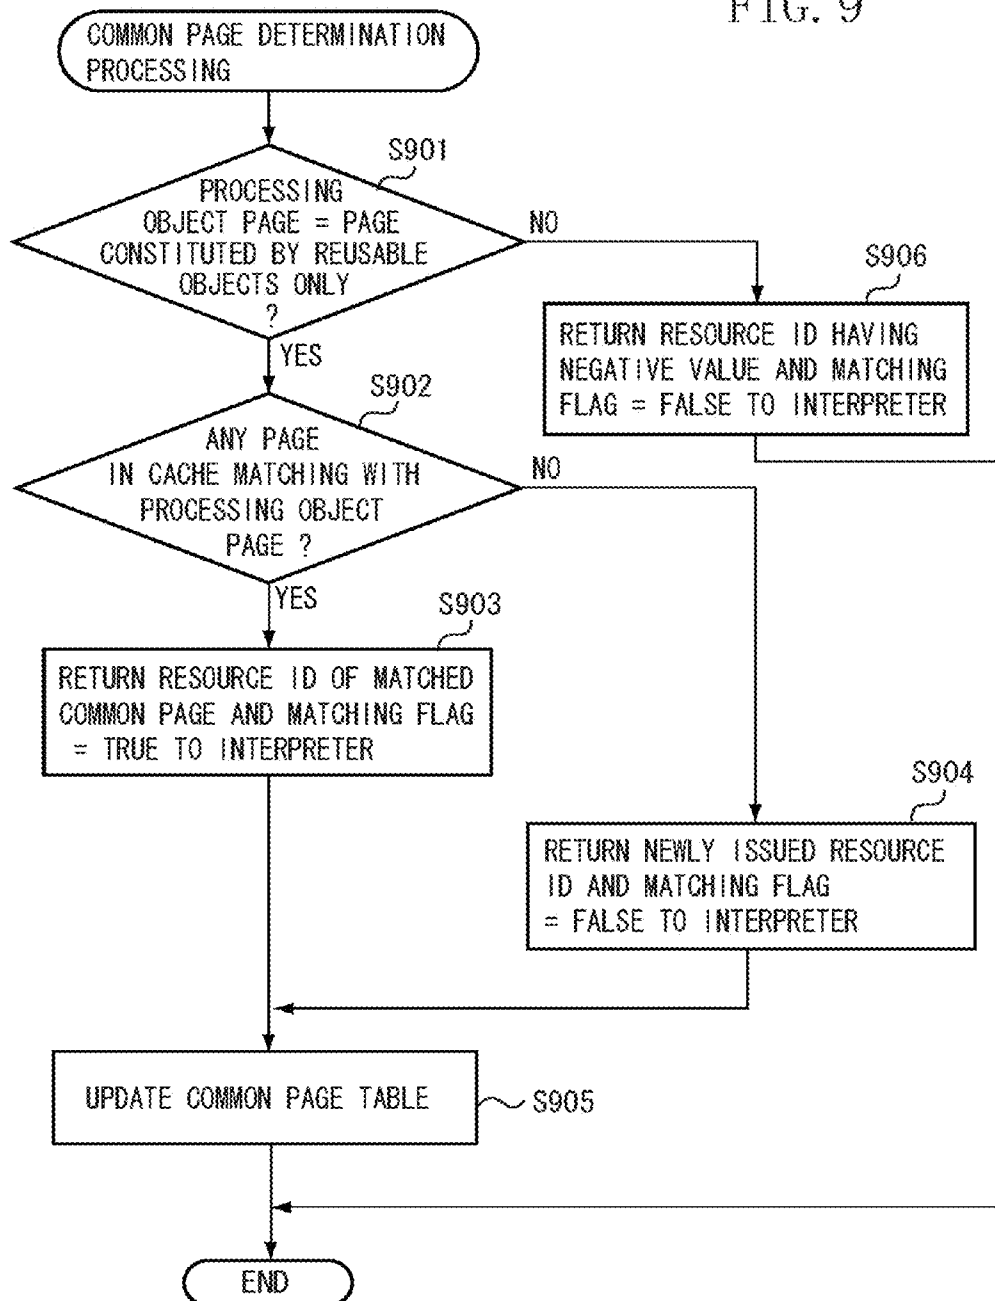 FIG. 9
COMMON PAGE DETERMINATION
PROCESSING
S901
PROCESSING
OBJECT PAGE = PAGE
CONSTITUTED BY REUSABLE
OBJECTS ONLY
?
NO
YES
S906
RETURN RESOURCE ID HAVING
NEGATIVE VALUE AND MATCHING
FLAG = FALSE TO INTERPRETER
S902
ANY PAGE
IN CACHE MATCHING WITH
PROCESSING OBJECT
PAGE ?
NO
YES
S903
RETURN RESOURCE ID OF MATCHED
COMMON PAGE AND MATCHING FLAG
= TRUE TO INTERPRETER
S904
RETURN NEWLY ISSUED RESOURCE
ID AND MATCHING FLAG
= FALSE TO INTERPRETER
UPDATE COMMON PAGE TABLE
S905
END